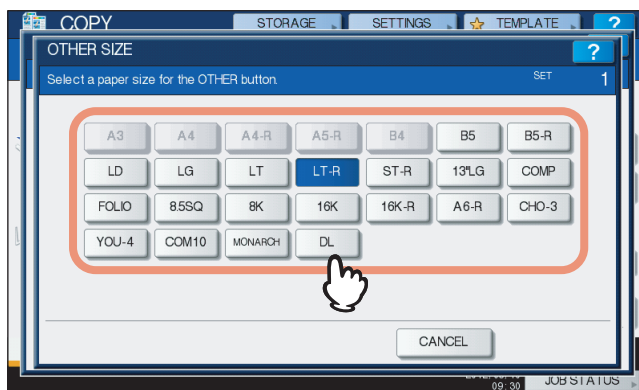 COPY STORAGE SETTINGS TEMPLATE ?
OTHER SIZE ?
Select a paper size for the OTHER button. SET 1
A3 A4 A4-R A5-R B4 B5 B5-R
LD LG LT LT-R ST-R 13"LG COMP
FOLIO 8.5SQ 8K 16K 16K-R A6-R CHO-3
YOU-4 COM10 MONARCH DL
CANCEL
09:30 JOB STATUS